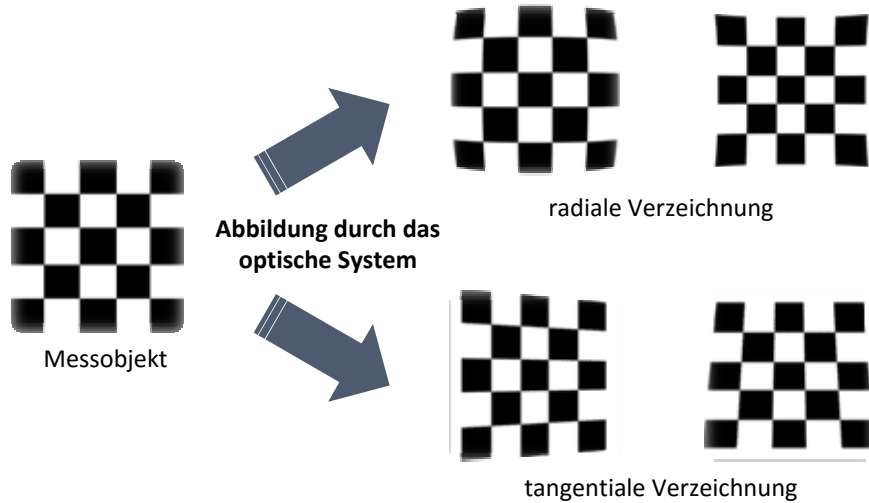 radiale Verzeichnung
Abbildung durch das
optische System
Messobjekt
tangentiale Verzeichnung